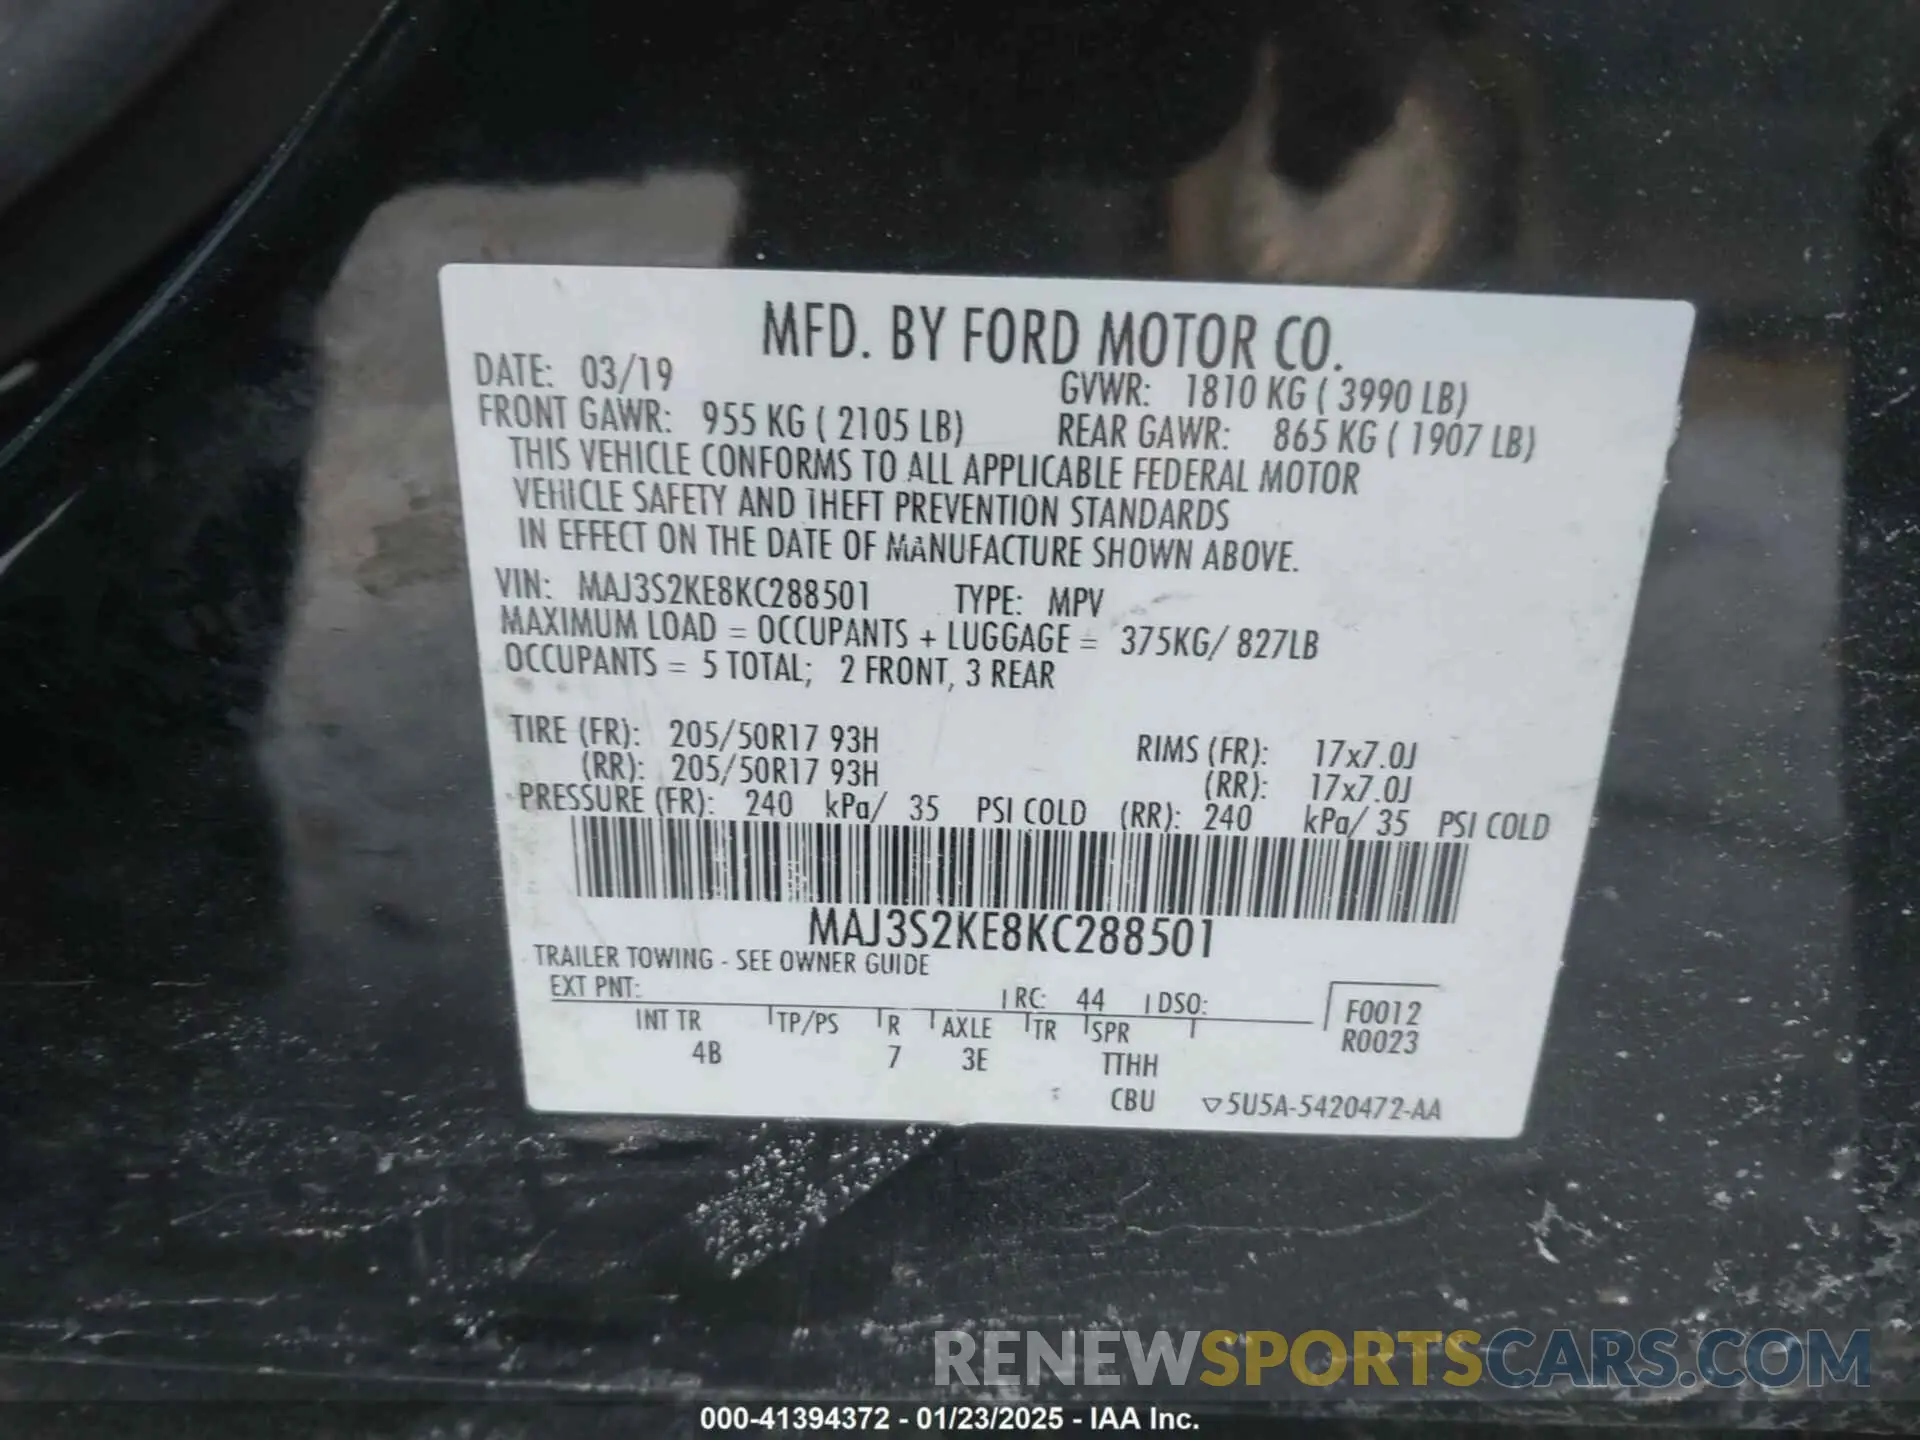 MFD. BY FORD MOTOR CO.
DATE: 03/19 GVWR: 1810 KG ( 3990 LB)
FRONT GAWR: 955 KG ( 2105 LB) REAR GAWR: 865 KG ( 1907 LB)
THIS VEHICLE CONFORMS TO ALL APPLICABLE FEDERAL MOTOR
VEHICLE SAFETY AND THEFT PREVENTION STANDARDS
IN EFFECT ON THE DATE OF MANUFACTURE SHOWN ABOVE.
VIN: MAJ3S2KE8KC288501 TYPE: MPV
MAXIMUM LOAD = OCCUPANTS + LUGGAGE = 375KG/ 827LB
OCCUPANTS = 5 TOTAL; 2 FRONT, 3 REAR
TIRE (FR): 205/50R17 93H RIMS (FR): 17x7.0J
(RR): 205/50R17 93H (RR): 17x7.0J
PRESSURE (FR): 240 kPa/ 35 PSI COLD (RR): 240 kPa/ 35 PSI COLD
MAJ3S2KE8KC288501
TRAILER TOWING - SEE OWNER GUIDE
EXT PNT: RC: 44 DSO: F0012
INT TR TP/PS R AXLE TR SPR R0023
4B 7 3E TTHH
CBU ▽5U5A-5420472-AA
RENEWSPORTSCARS.COM
000-41394372 - 01/23/2025 - IAA Inc.